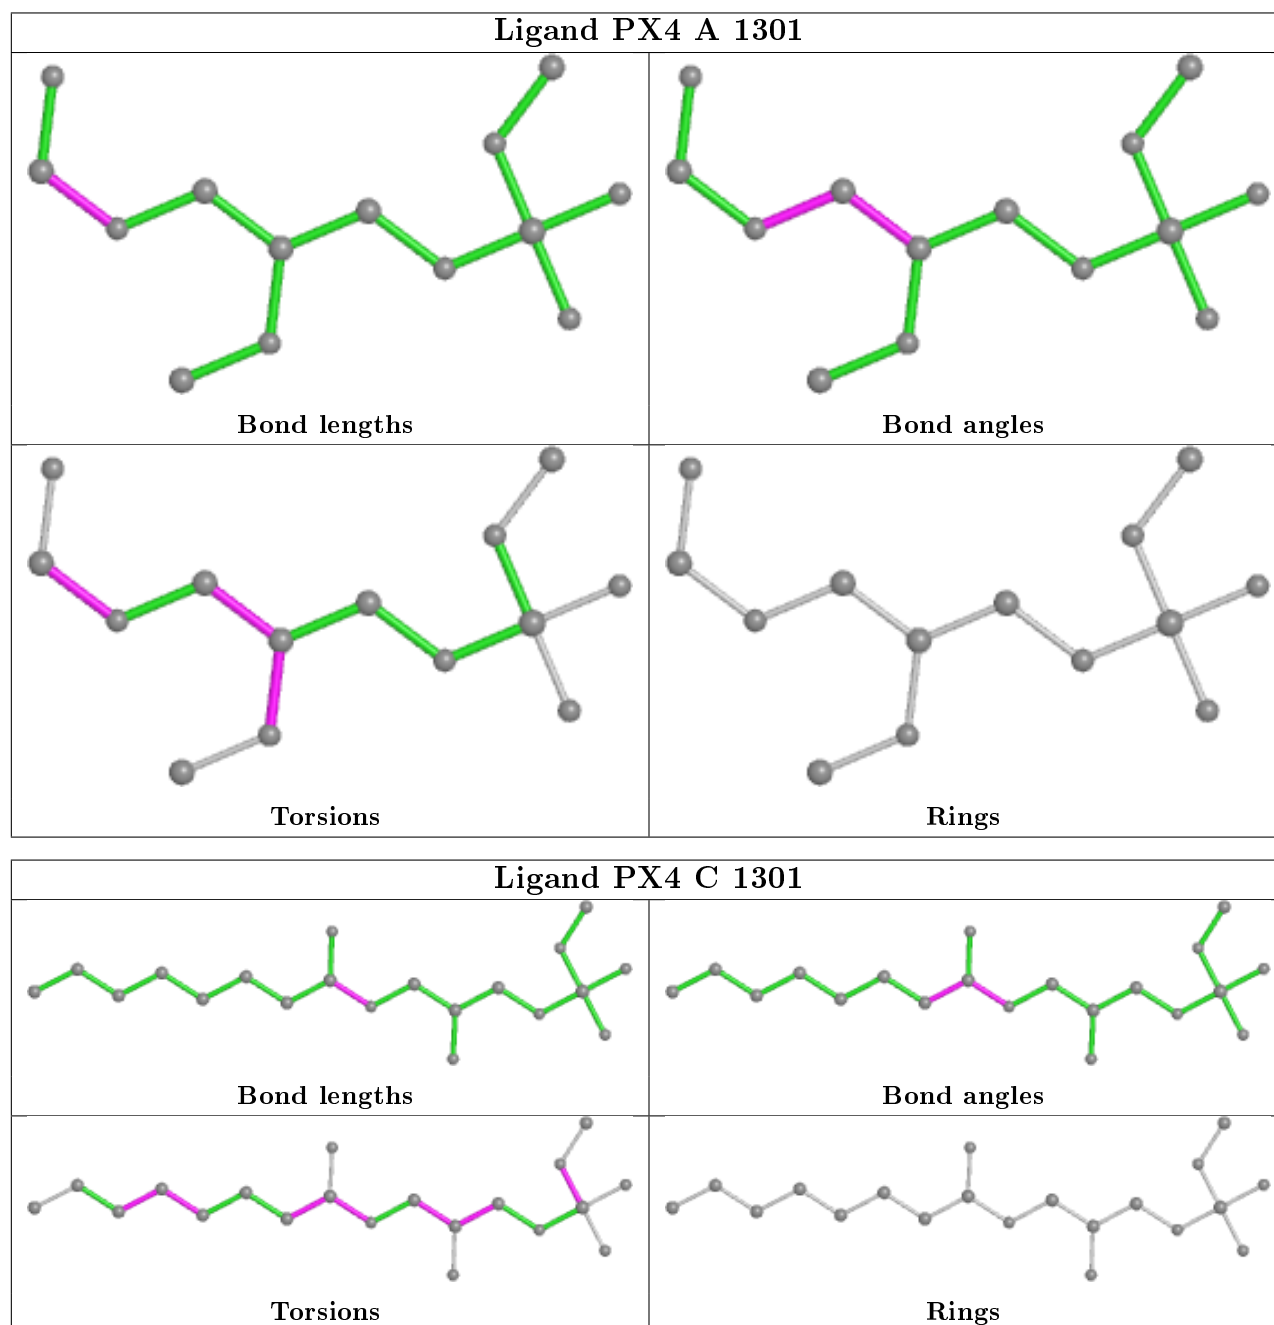 Ligand PX4 A 1301
Bond lengths
Bond angles
Torsions
Rings
Ligand PX4 C 1301
Bond lengths
Bond angles
Torsions
Rings